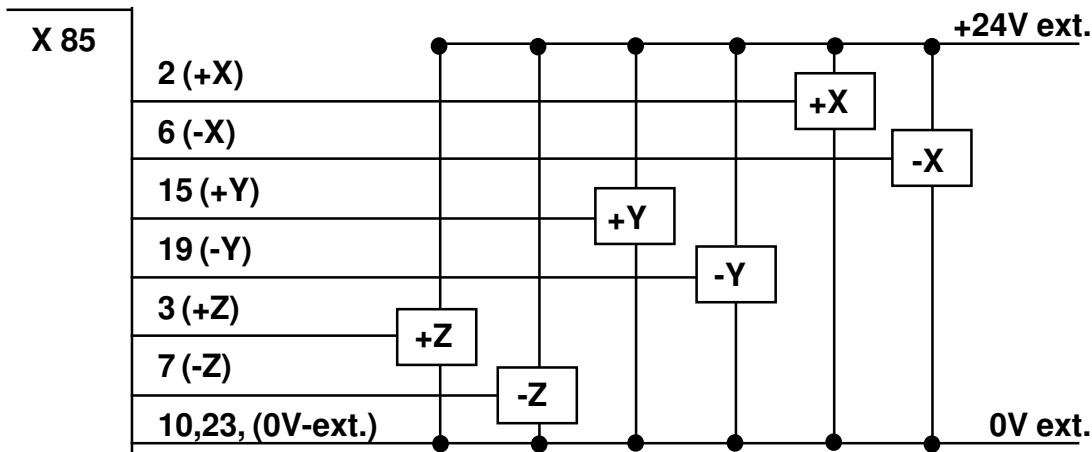 X 85
+24V ext.
2 (+X)
+X
6 (-X)
-X
15 (+Y)
+Y
19 (-Y)
-Y
3 (+Z)
+Z
7 (-Z)
-Z
10,23, (0V-ext.)
0V ext.